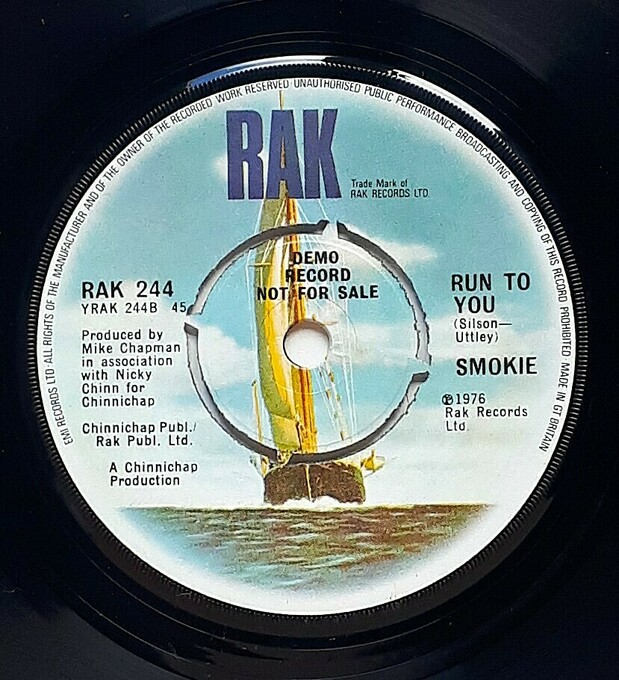 EMI RECORDS LTD · ALL RIGHTS OF THE MANUFACTURER AND OF THE OWNER OF THE RECORDED WORK RESERVED UNAUTHORISED PUBLIC PERFORMANCE BROADCASTING AND COPYING OF THIS RECORD PROHIBITED · MADE IN GT BRITAIN
RAK
Trade Mark of
RAK RECORDS LTD.
DEMO
RECORD
NOT FOR SALE
RAK 244
YRAK 244B 45
Produced by
Mike Chapman
in association
with Nicky
Chinn for
Chinnichap
Chinnichap Publ./
Rak Publ. Ltd.
A Chinnichap
Production
RUN TO
YOU
(Silson—
Uttley)
SMOKIE
℗1976
Rak Records
Ltd.